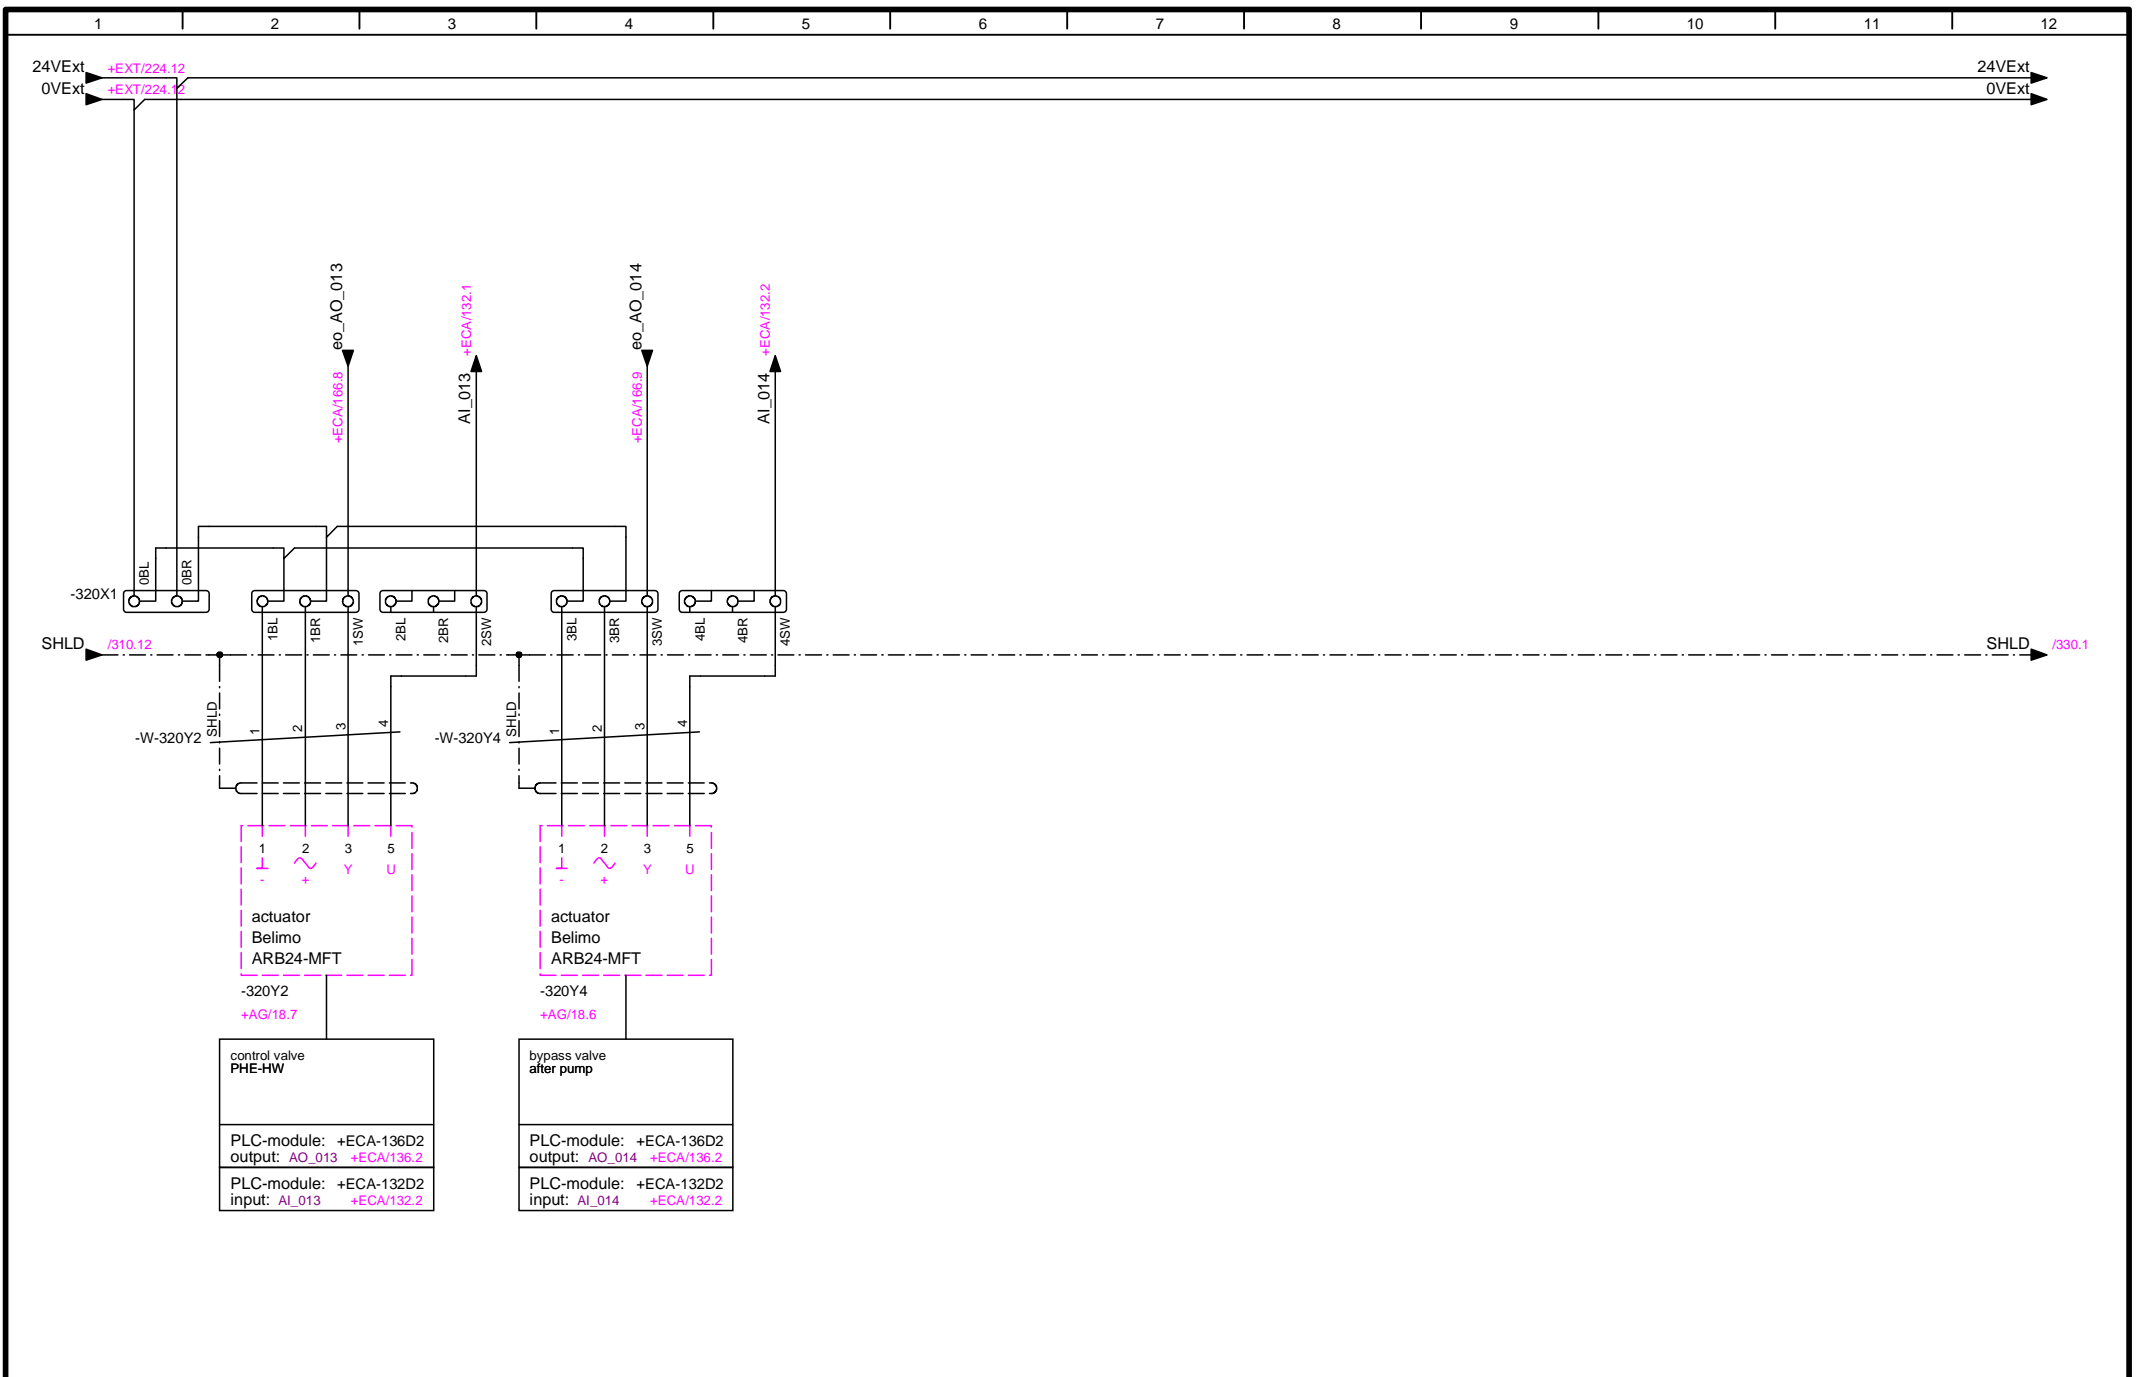 1 2 3 4 5 6 7 8 9 10 11 12
24VExt +EXT/224.12 24VExt
0VExt +EXT/224.12 0VExt
eo_AO_013
+ECA/166.8
+ECA/132.1
AI_013
eo_AO_014
+ECA/166.9
+ECA/132.2
AI_014
-320X1 0BL 0BR
1BL 1BR 1SW 2BL 2BR 2SW 3BL 3BR 3SW 4BL 4BR 4SW
SHLD /310.12 SHLD /330.1
-W-320Y2 SHLD 1 2 3 4
-W-320Y4 SHLD 1 2 3 4
1 2 3 5
Y U
- +
actuator
Belimo
ARB24-MFT
-320Y2
+AG/18.7
control valve
PHE-HW
PLC-module: +ECA-136D2
output: AO_013 +ECA/136.2
PLC-module: +ECA-132D2
input: AI_013 +ECA/132.2
1 2 3 5
Y U
- +
actuator
Belimo
ARB24-MFT
-320Y4
+AG/18.6
bypass valve
after pump
PLC-module: +ECA-136D2
output: AO_014 +ECA/136.2
PLC-module: +ECA-132D2
input: AI_014 +ECA/132.2